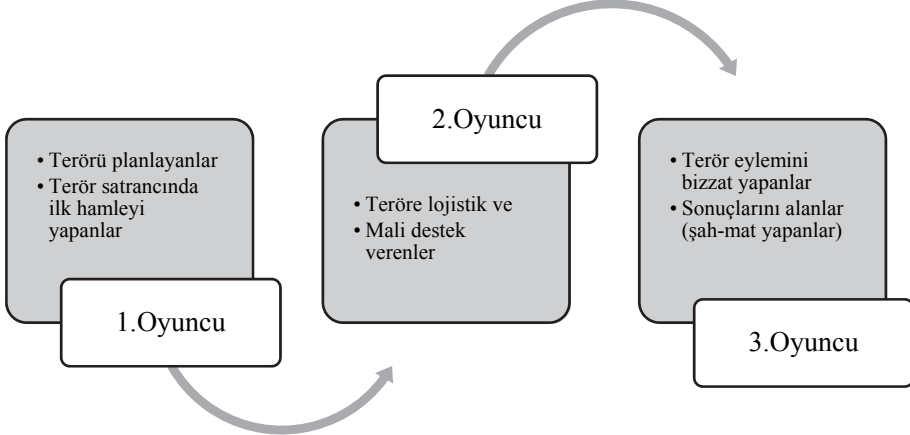 • Terörü planlayanlar
• Terör satrancında
ilk hamleyi
yapanlar
1.Oyuncu
2.Oyuncu
• Teröre lojistik ve
• Mali destek
verenler
• Terör eylemini
bizzat yapanlar
• Sonuçlarını alanlar
(şah-mat yapanlar)
3.Oyuncu